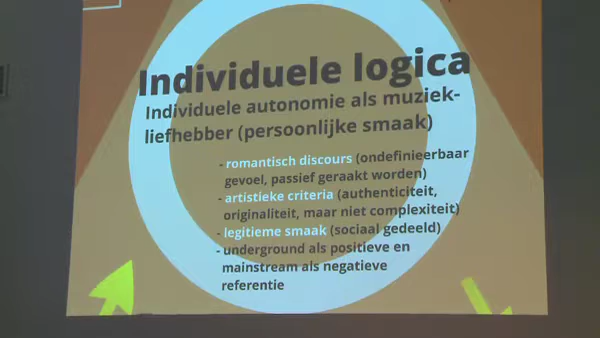 Individuele logica
Individuele autonomie als muziek-
liefhebber (persoonlijke smaak)
- romantisch discours (ondefinieerbaar
gevoel, passief geraakt worden)
- artistieke criteria (authenticiteit,
originaliteit, maar niet complexiteit)
- legitieme smaak (sociaal gedeeld)
- underground als positieve en
mainstream als negatieve
referentie